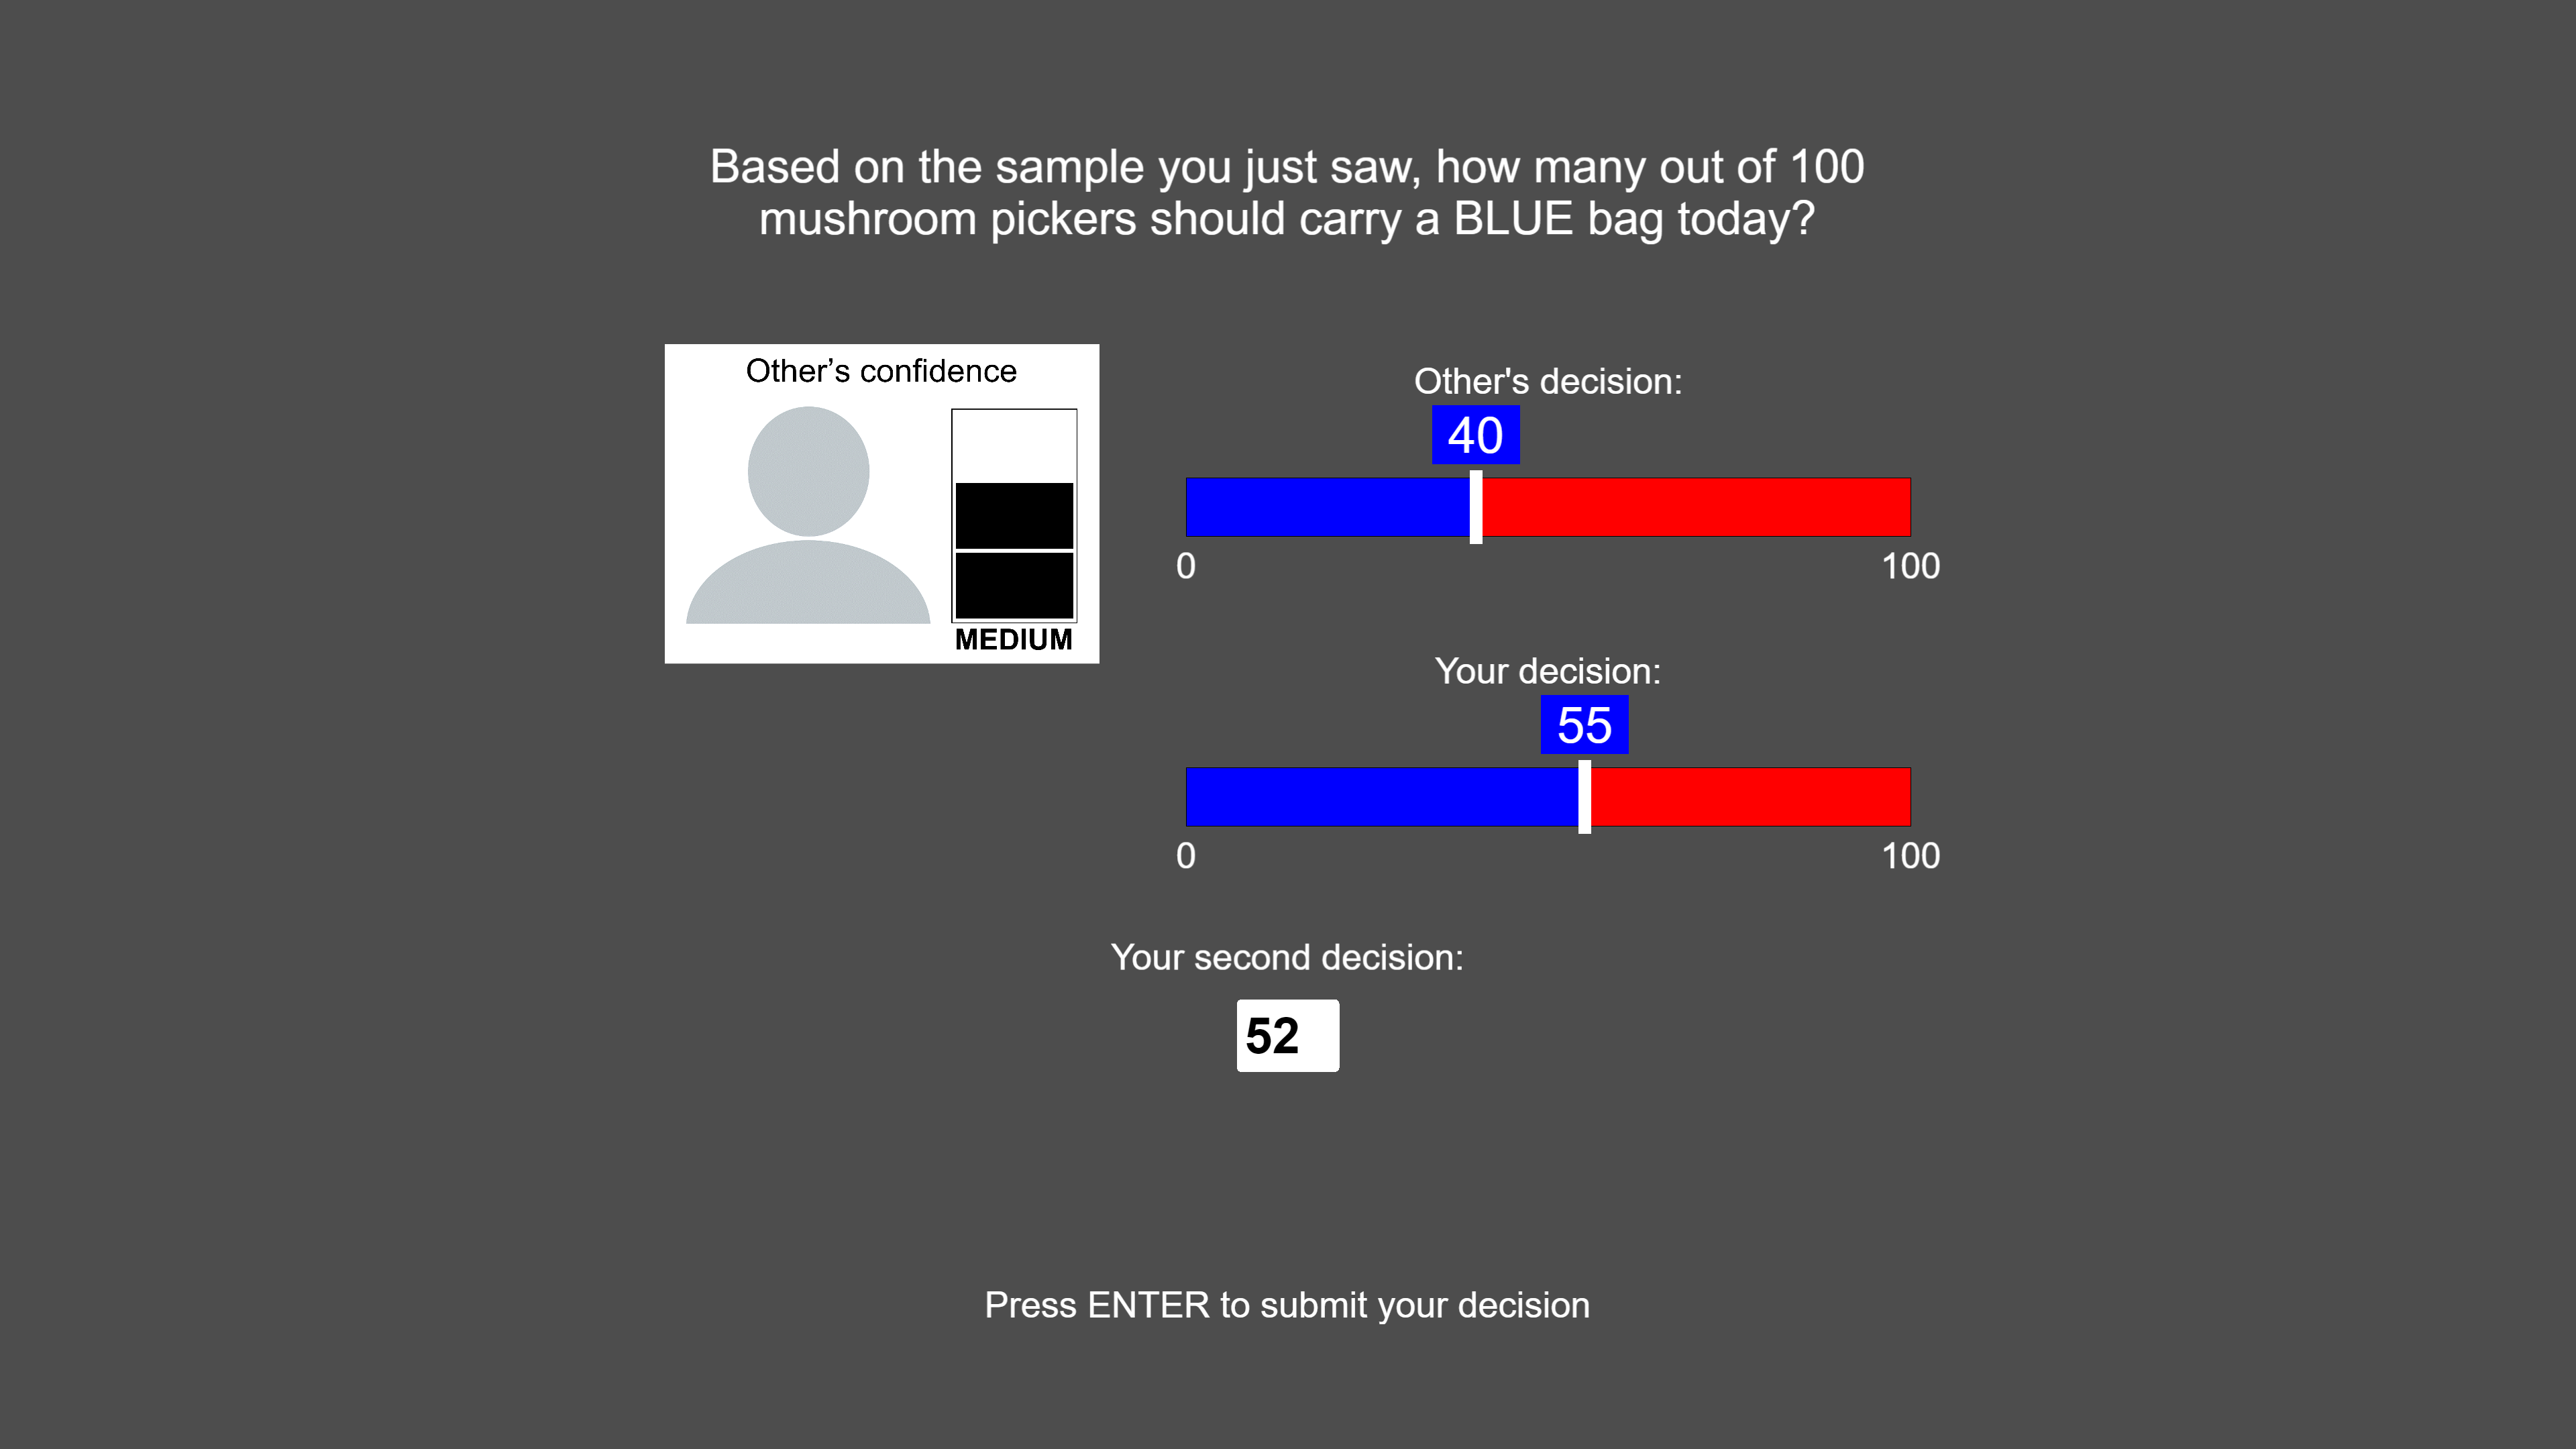 Based on the sample you just saw, how many out of 100
mushroom pickers should carry a BLUE bag today?
Other’s confidence
MEDIUM
Other's decision:
40
0
100
Your decision:
55
0
100
Your second decision:
52
Press ENTER to submit your decision